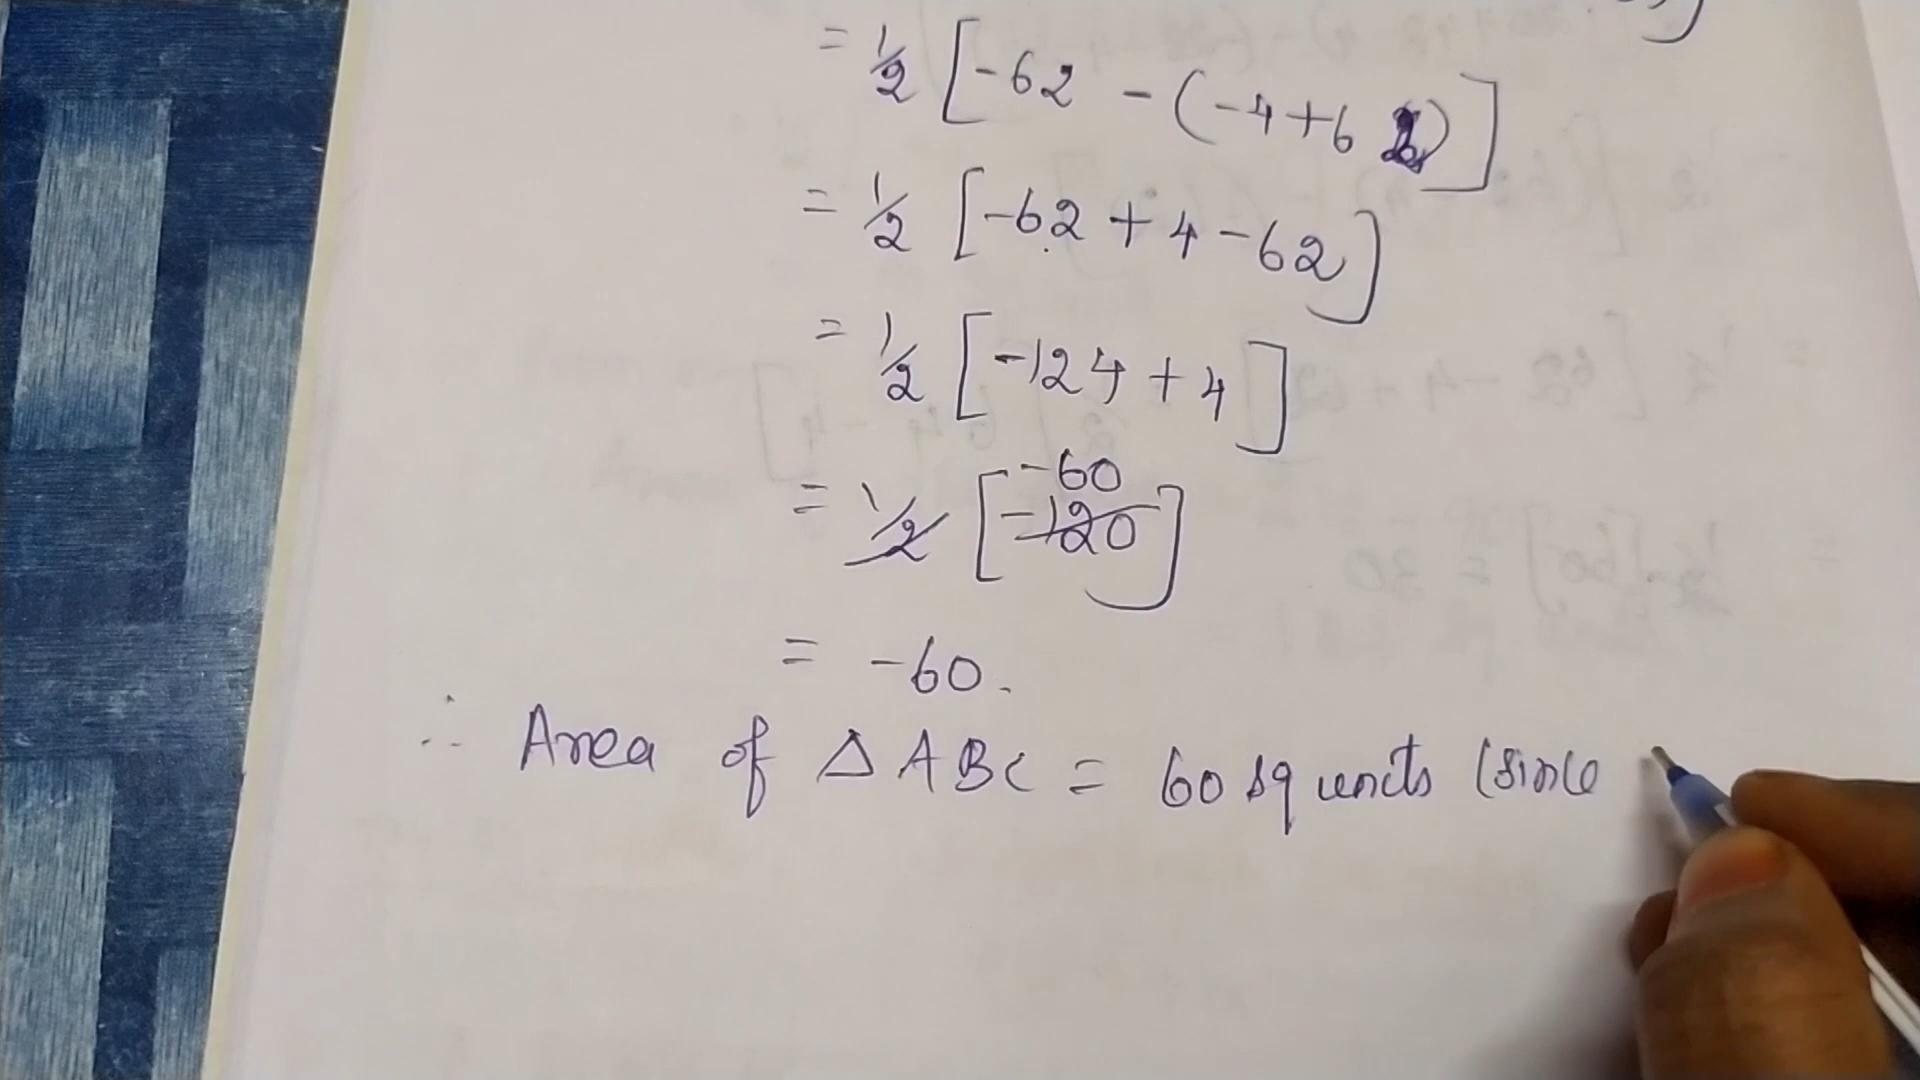 = 1/2 [-62 - (-4+62)]
= 1/2 [-62 + 4 - 62]
= 1/2 [-124 + 4]
-60
= 1/2 [-120]
= -60.
∴ Area of △ ABC = 60 sq units (since